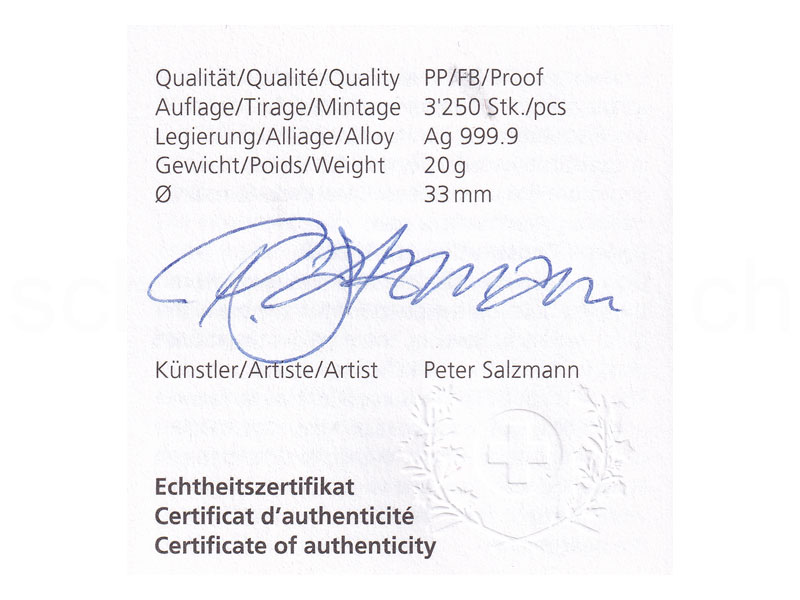 Qualität/Qualité/Quality PP/FB/Proof
Auflage/Tirage/Mintage 3'250 Stk./pcs
Legierung/Alliage/Alloy Ag 999.9
Gewicht/Poids/Weight 20 g
Ø 33 mm
Künstler/Artiste/Artist Peter Salzmann
Echtheitszertifikat
Certificat d’authenticité
Certificate of authenticity